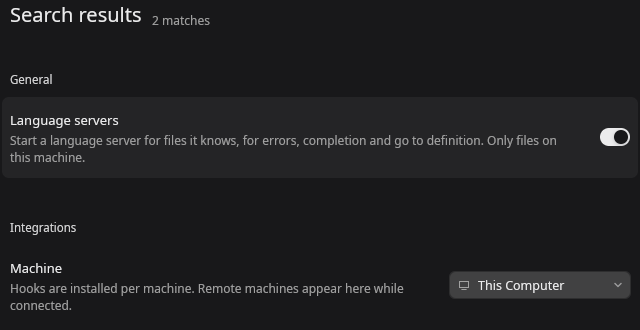 Search results 2 matches
General
Language servers
Start a language server for files it knows, for errors, completion and go to definition. Only files on
this machine.
Integrations
Machine
Hooks are installed per machine. Remote machines appear here while
connected.
This Computer